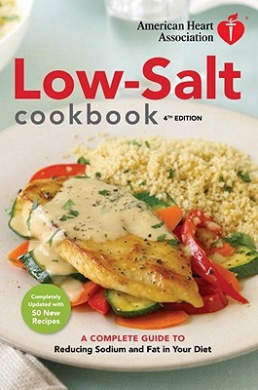 American Heart
Association
Low-Salt
cookbook
4TH EDITION
Completely
Updated with
50 New
Recipes
A COMPLETE GUIDE TO
Reducing Sodium and Fat in Your Diet